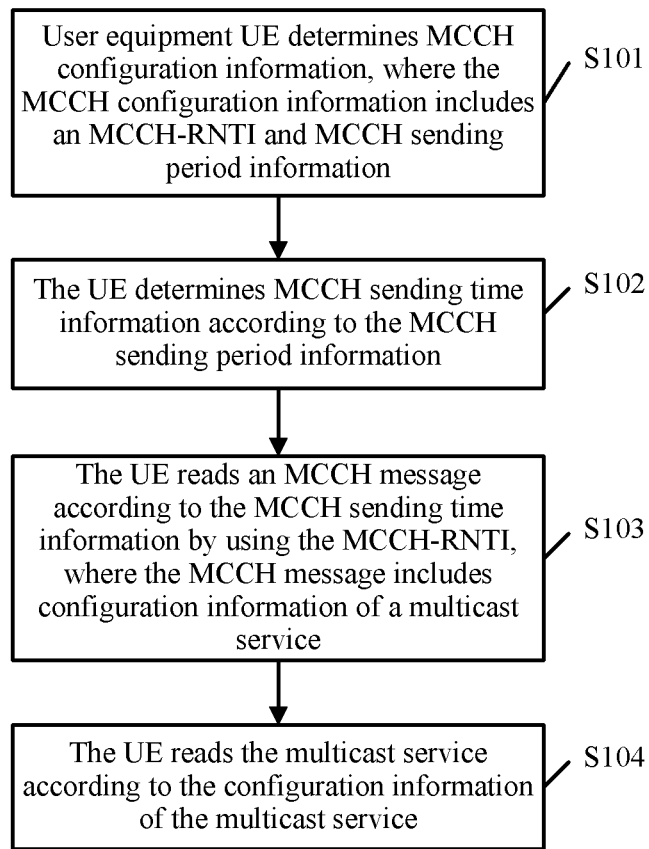 User equipment UE determines MCCH
configuration information, where the
MCCH configuration information includes
an MCCH-RNTI and MCCH sending
period information
S101
The UE determines MCCH sending time
information according to the MCCH
sending period information
S102
The UE reads an MCCH message
according to the MCCH sending time
information by using the MCCH-RNTI,
where the MCCH message includes
configuration information of a multicast
service
S103
The UE reads the multicast service
according to the configuration information
of the multicast service
S104